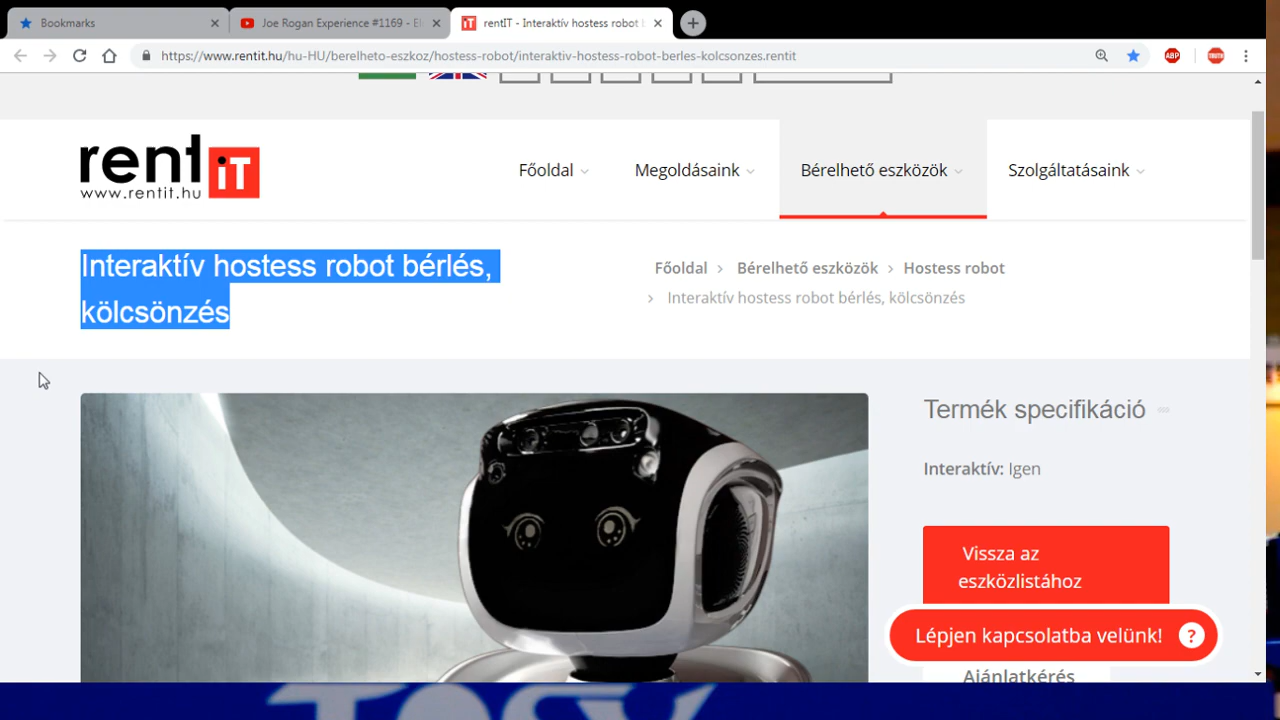 Bookmarks
Joe Rogan Experience #1169 - El
rentIT - Interaktív hostess robot b
https://www.rentit.hu/hu-HU/berelheto-eszkoz/hostess-robot/interaktiv-hostess-robot-berles-kolcsonzes.rentit
ABP
rent iT
www.rentit.hu
Főoldal
Megoldásaink
Bérelhető eszközök
Szolgáltatásaink
Interaktív hostess robot bérlés,
kölcsönzés
Főoldal > Bérelhető eszközök > Hostess robot
> Interaktív hostess robot bérlés, kölcsönzés
Termék specifikáció
Interaktív: Igen
Vissza az
eszközlistához
Lépjen kapcsolatba velünk! ?
Ajánlatkérés